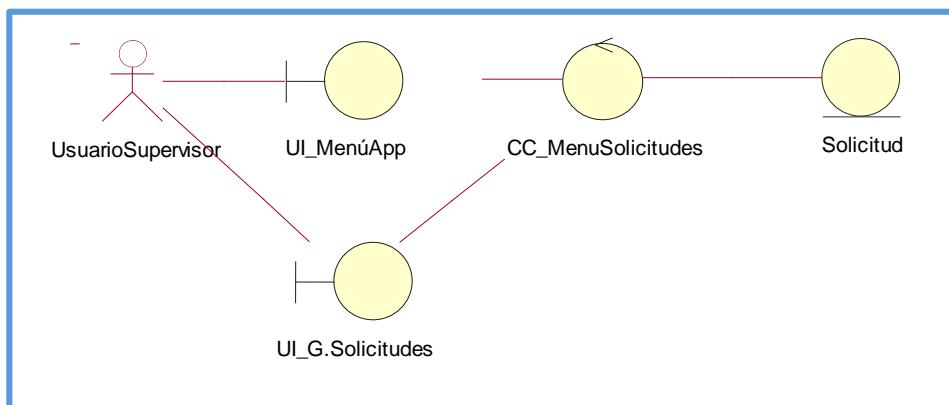 UsuarioSupervisor
UI_MenúApp
CC_MenuSolicitudes
Solicitud
UI_G.Solicitudes